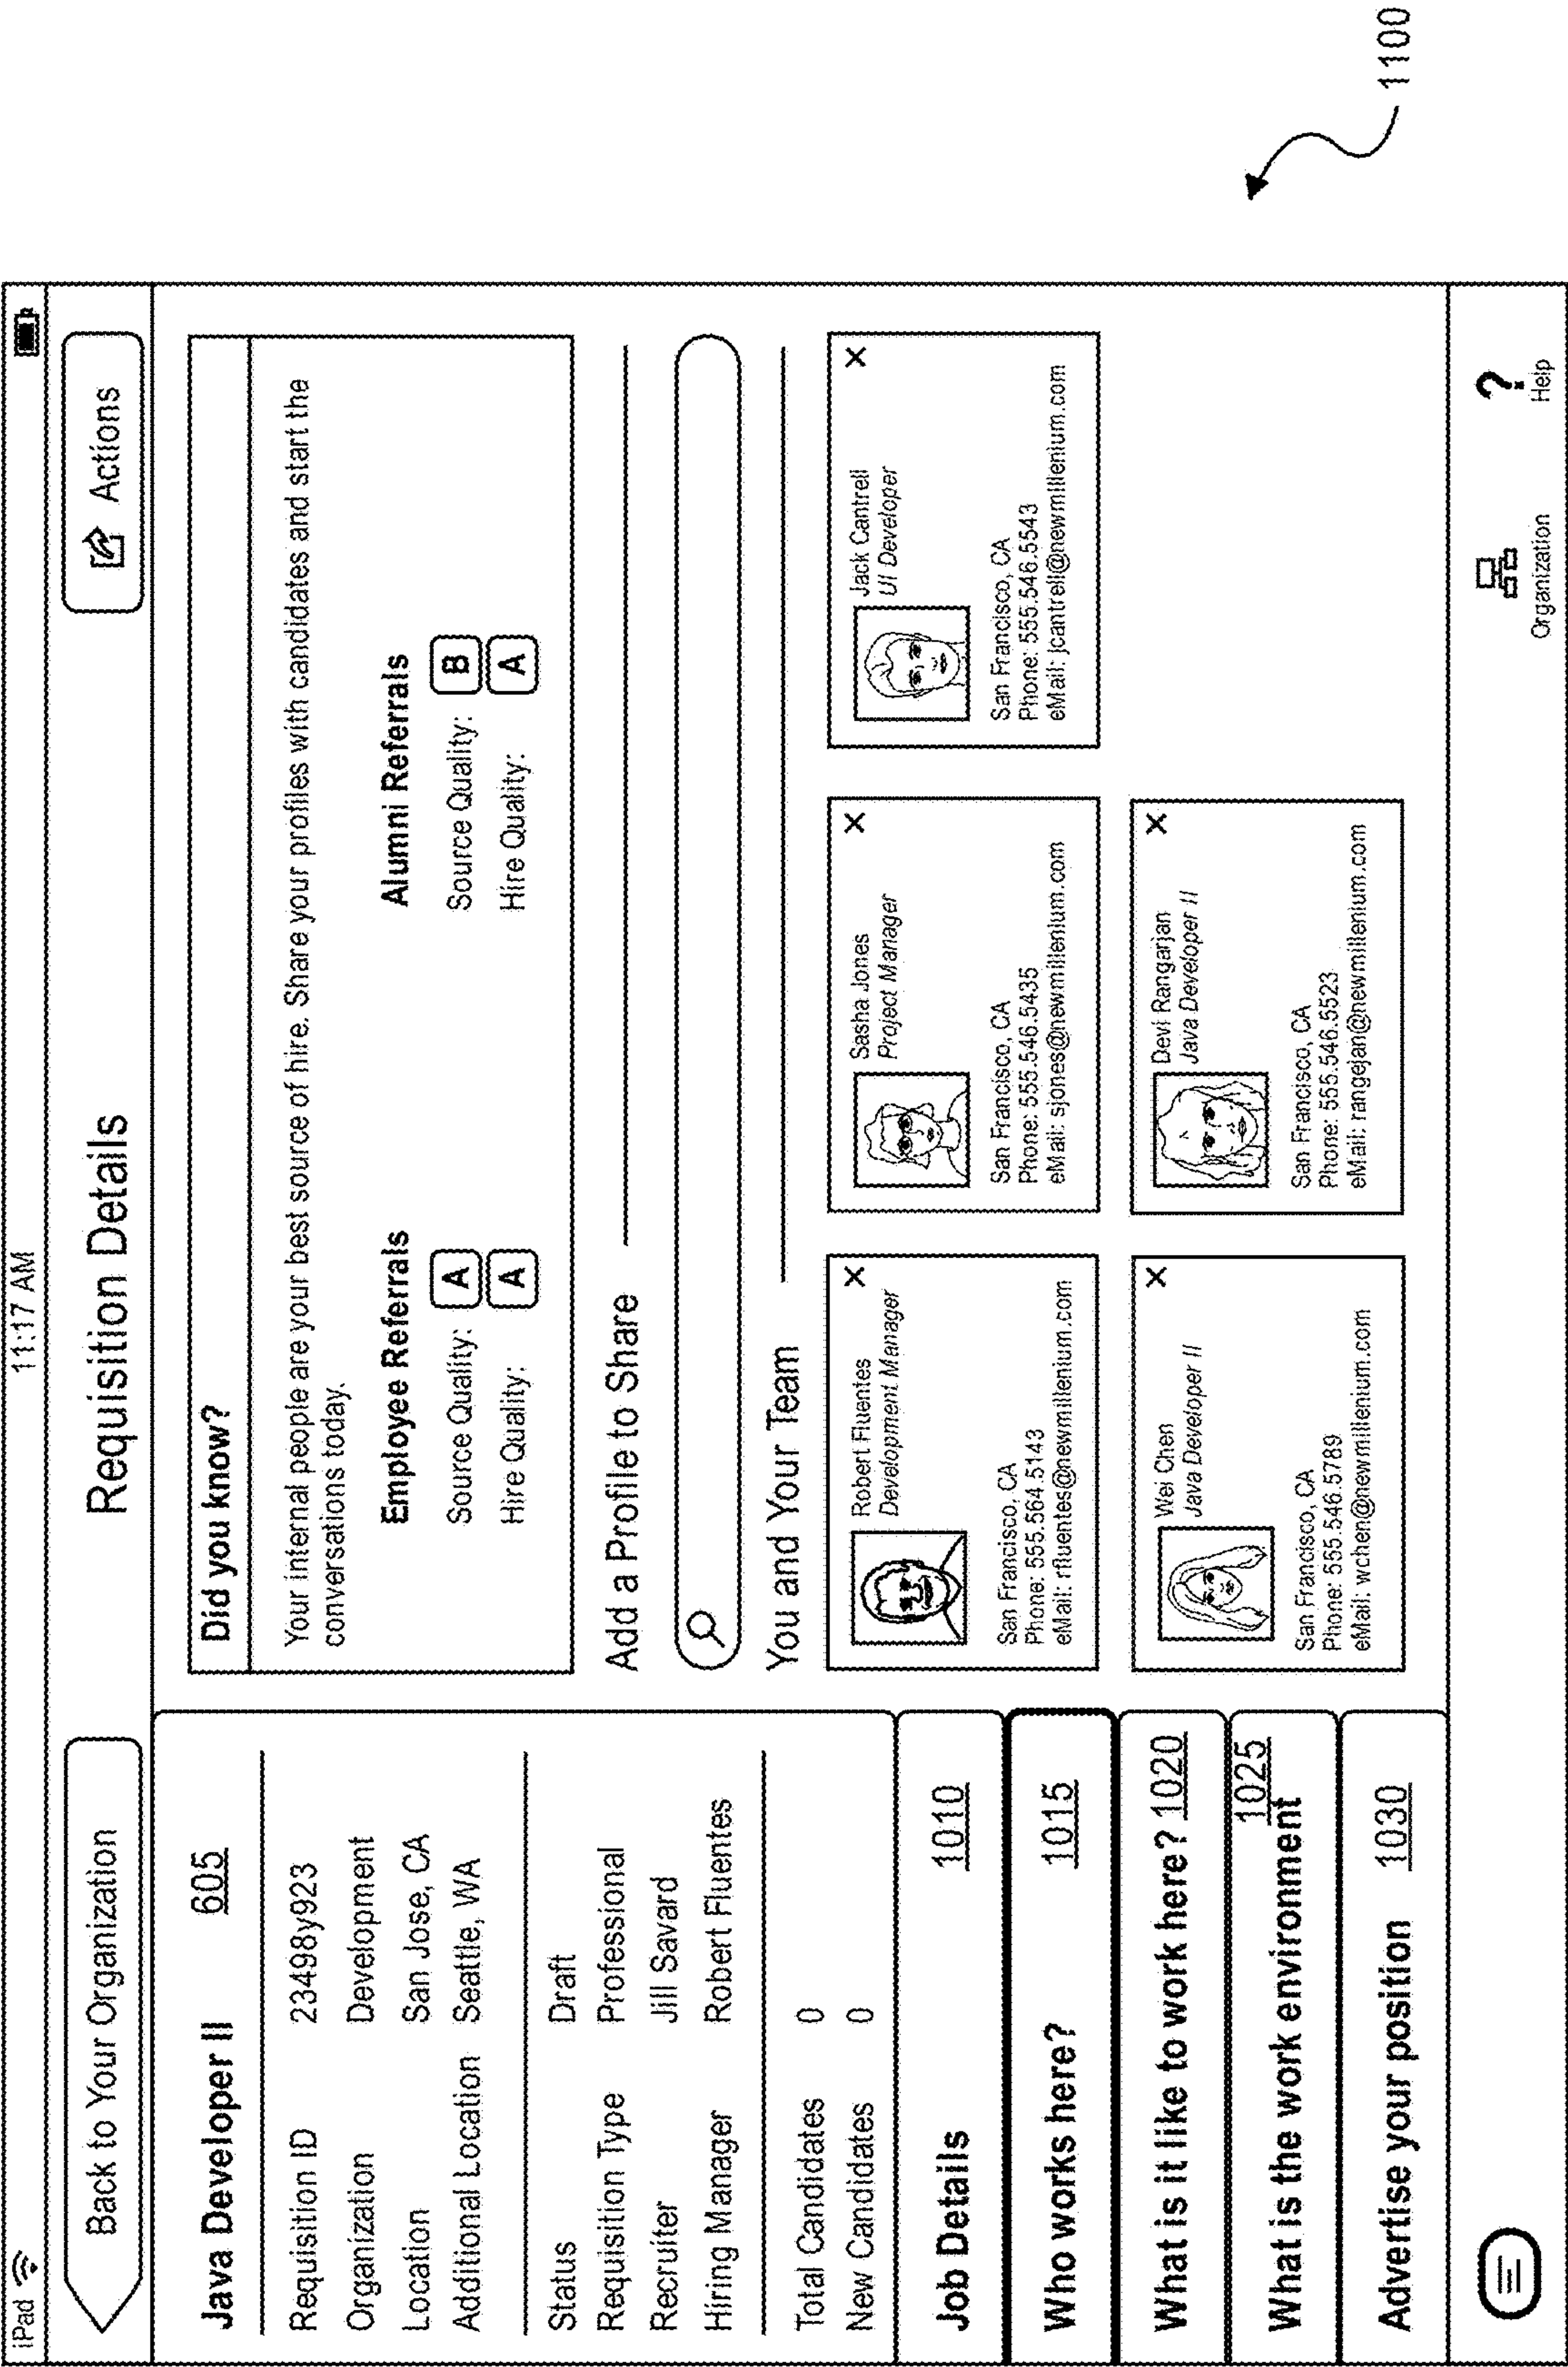 iPad 11:17 AM
Back to Your Organization Requisition Details Actions
Java Developer II 605
Requisition ID 23498y923
Organization Development
Location San Jose, CA
Additional Location Seattle, WA
Status Draft
Requisition Type Professional
Recruiter Jill Savard
Hiring Manager Robert Fluentes
Total Candidates 0
New Candidates 0
Job Details 1010
Who works here? 1015
What is it like to work here? 1020
1025
What is the work environment
Advertise your position 1030
Did you know?
Your internal people are your best source of hire. Share your profiles with candidates and start the
conversations today.
Employee Referrals Alumni Referrals
Source Quality: A Source Quality: B
Hire Quality: A Hire Quality: A
Add a Profile to Share
You and Your Team
Robert Fluentes
Development Manager
San Francisco, CA
Phone: 555.564.5143
eMail: rfluentes@newmillenium.com
Sasha Jones
Project Manager
San Francisco, CA
Phone: 555.546.5435
eMail: sjones@newmillenium.com
Jack Cantrell
UI Developer
San Francisco, CA
Phone: 555.546.5543
eMail: jcantrell@newmillenium.com
Wei Chen
Java Developer II
San Francisco, CA
Phone: 555.546.5789
eMail: wchen@newmillenium.com
Devi Rangarjan
Java Developer II
San Francisco, CA
Phone: 555.546.5523
eMail: rangejan@newmillenium.com
Organization Help
1100